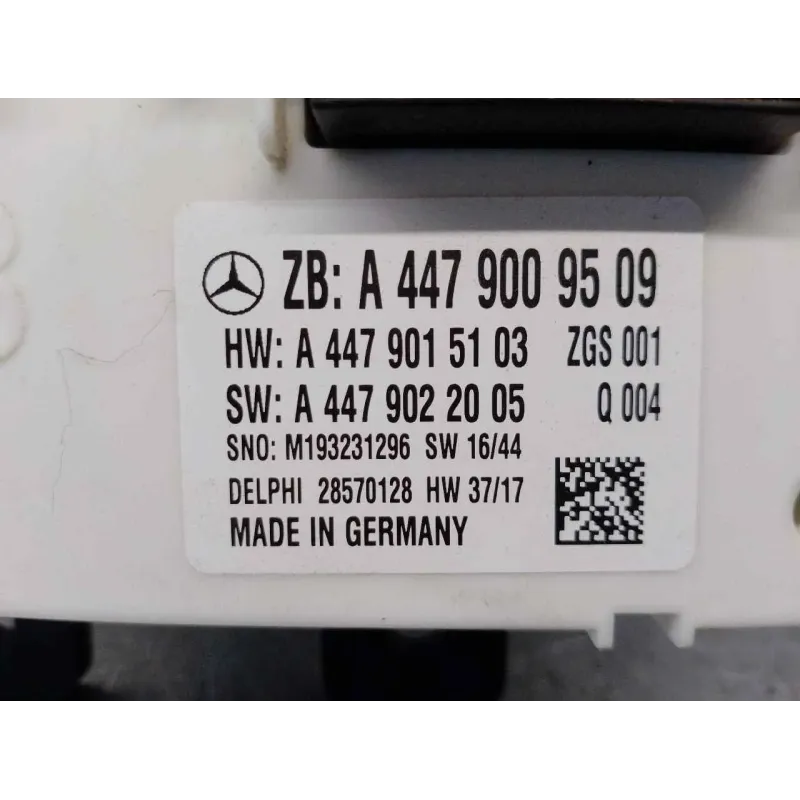 ZB: A 447 900 95 09
HW: A 447 901 51 03 ZGS 001
SW: A 447 902 20 05 Q 004
SNO: M193231296 SW 16/44
DELPHI 28570128 HW 37/17
MADE IN GERMANY